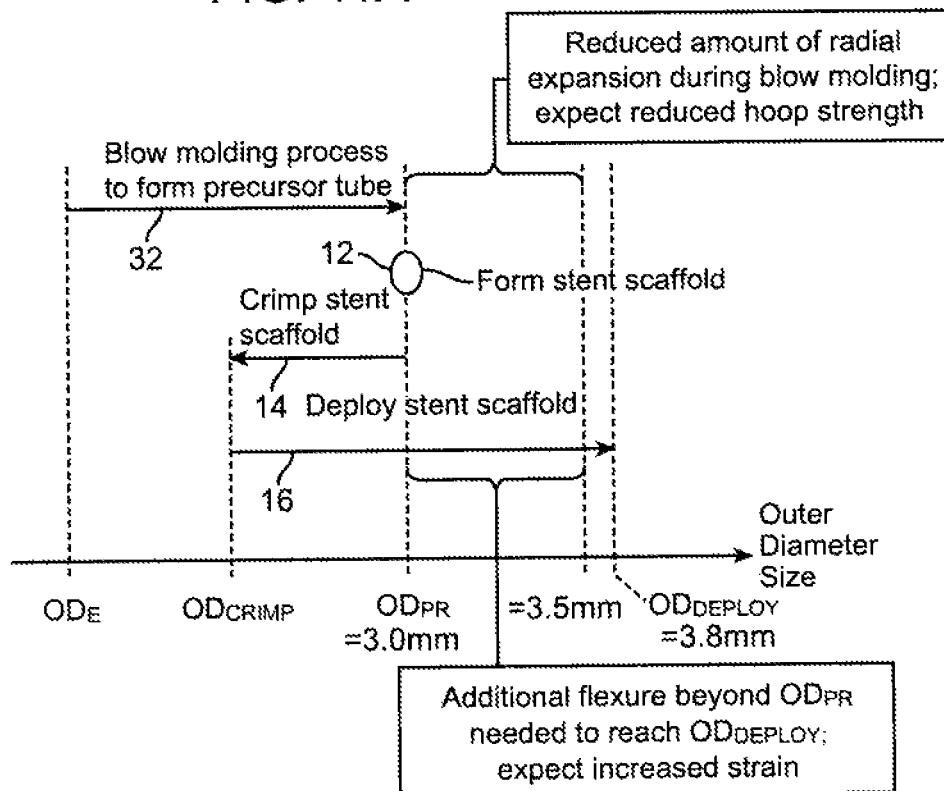 Reduced amount of radial
expansion during blow molding;
expect reduced hoop strength
Blow molding process
to form precursor tube
32
12
Form stent scaffold
Crimp stent
scaffold
14
Deploy stent scaffold
16
Outer
Diameter
Size
ODE
ODCRIMP
ODPR
=3.0mm
=3.5mm
ODDEPLOY
=3.8mm
Additional flexure beyond ODPR
needed to reach ODDEPLOY;
expect increased strain